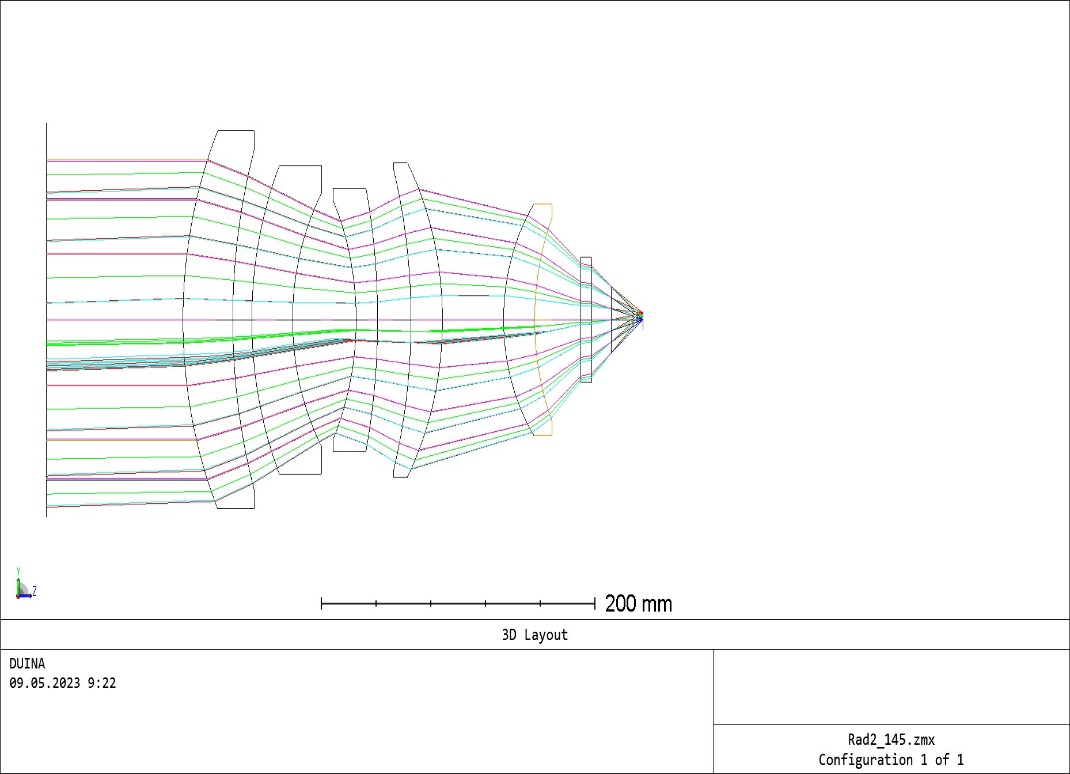 Y
Z
200 mm
3D Layout
DUINA
09.05.2023 9:22
Rad2_145.zmx
Configuration 1 of 1